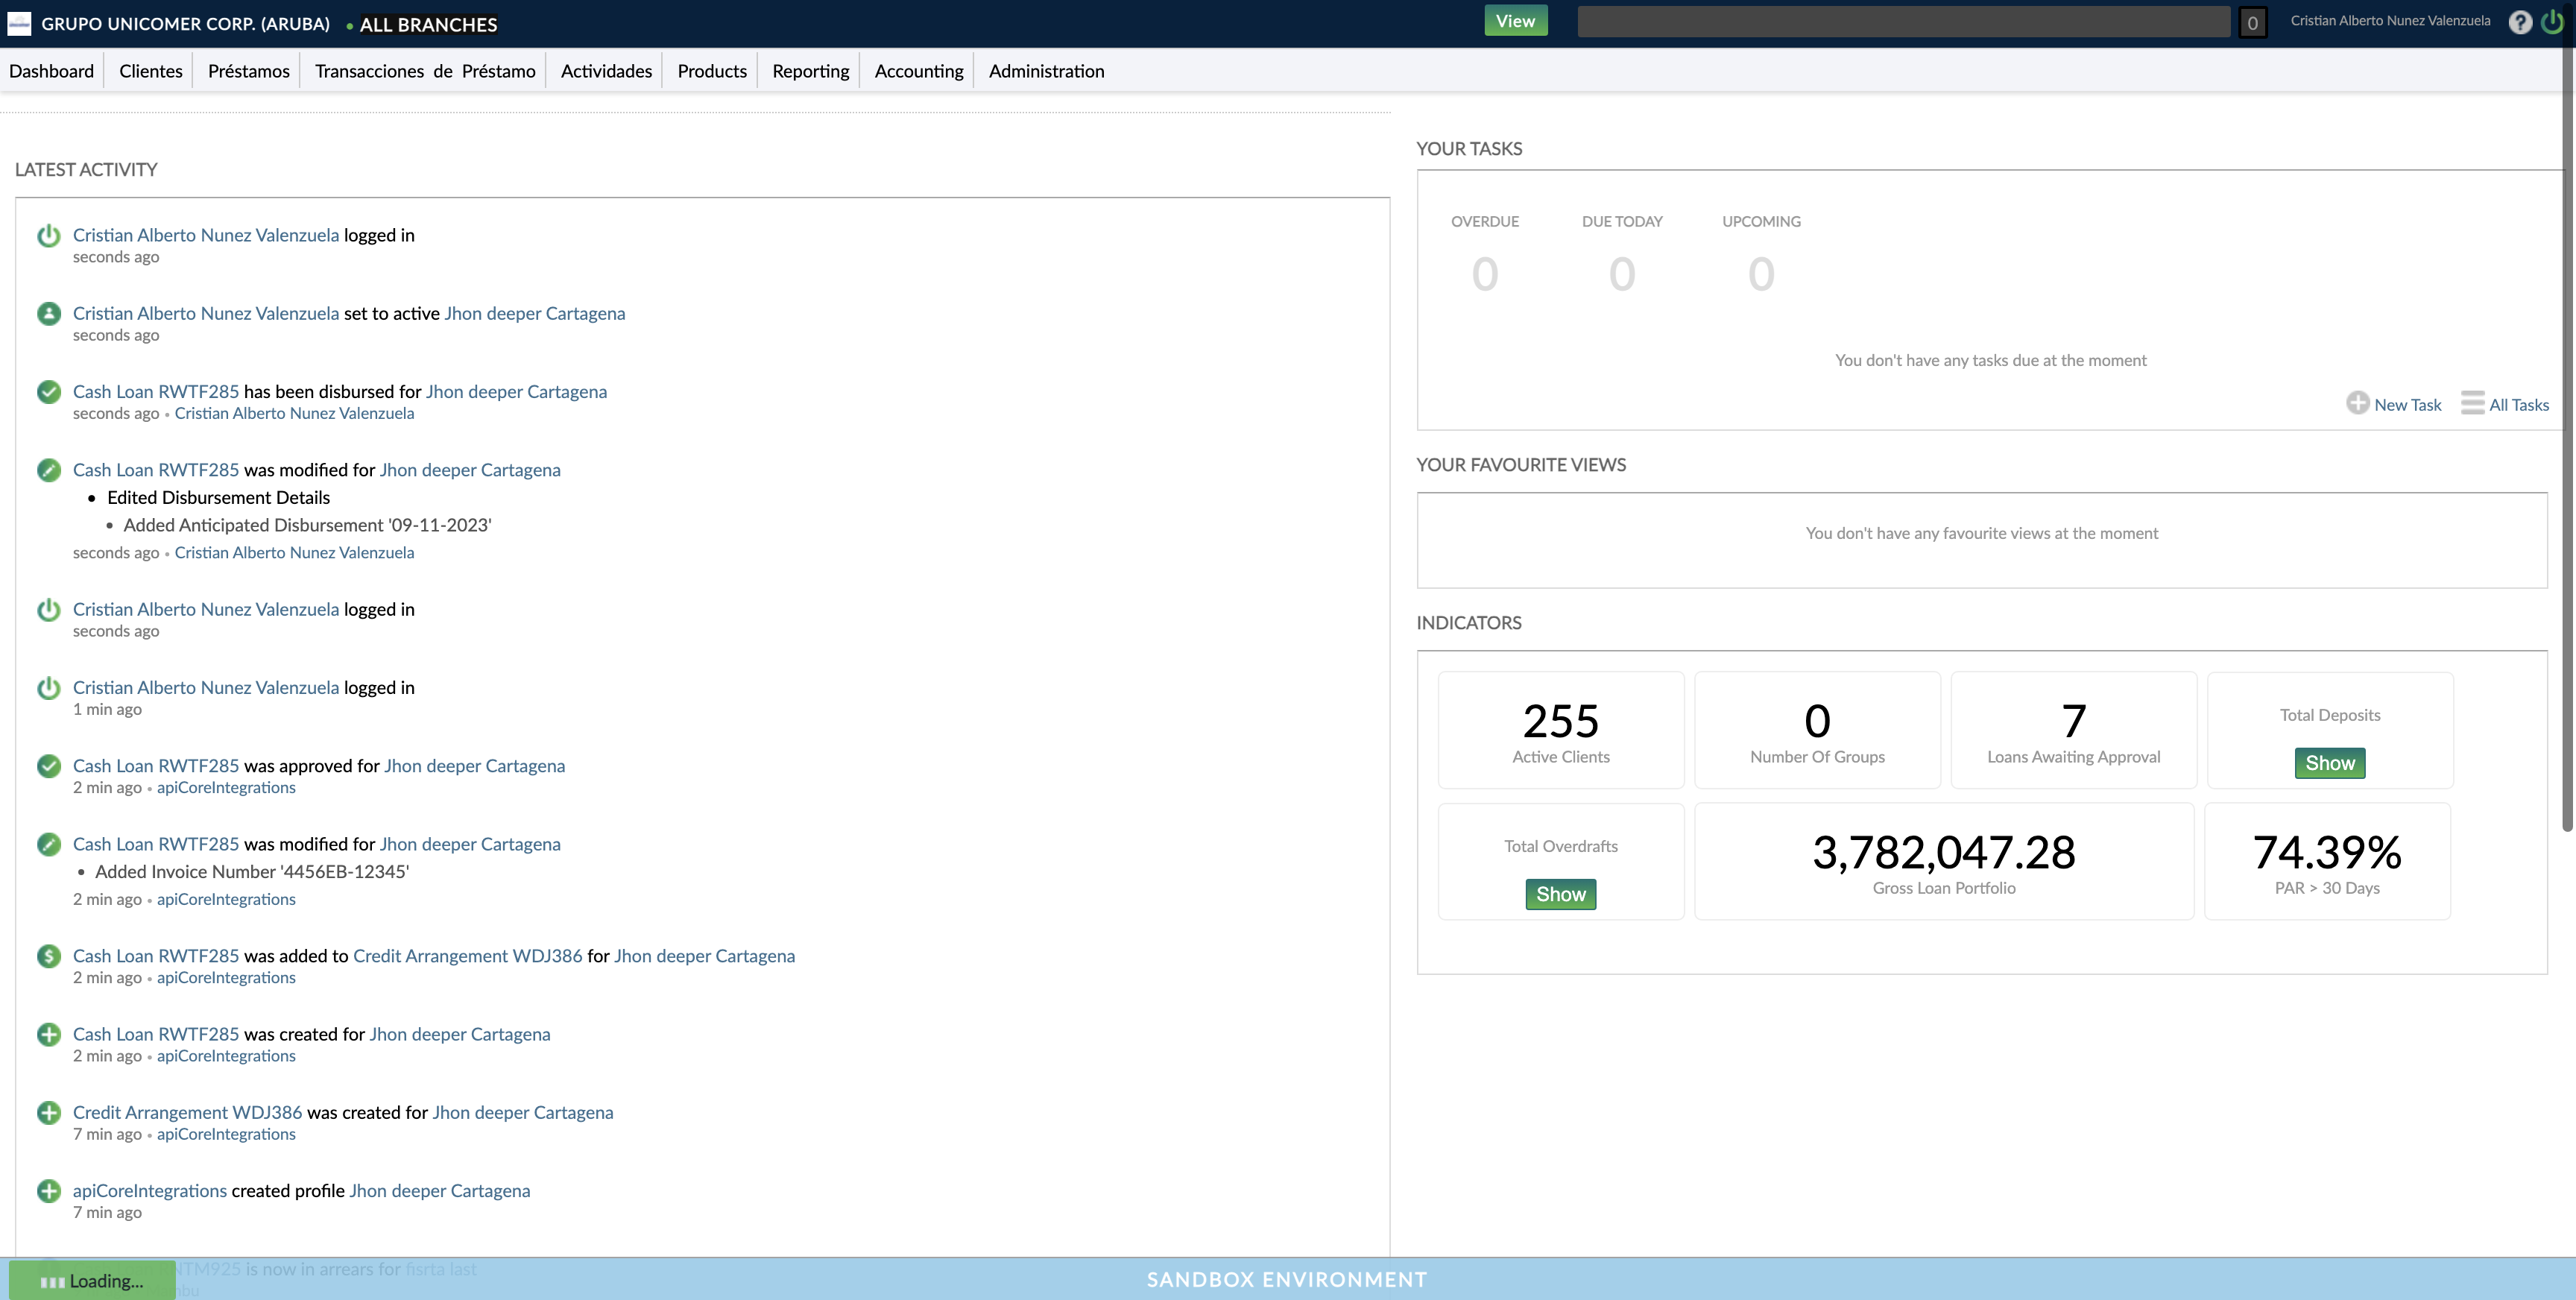 GRUPO UNICOMER CORP. (ARUBA) • ALL BRANCHES
View
0
Cristian Alberto Nunez Valenzuela
?
Dashboard
Clientes
Préstamos
Transacciones de Préstamo
Actividades
Products
Reporting
Accounting
Administration
LATEST ACTIVITY
Cristian Alberto Nunez Valenzuela logged in
seconds ago
Cristian Alberto Nunez Valenzuela set to active Jhon deeper Cartagena
seconds ago
Cash Loan RWTF285 has been disbursed for Jhon deeper Cartagena
seconds ago • Cristian Alberto Nunez Valenzuela
Cash Loan RWTF285 was modified for Jhon deeper Cartagena
• Edited Disbursement Details
• Added Anticipated Disbursement '09-11-2023'
seconds ago • Cristian Alberto Nunez Valenzuela
Cristian Alberto Nunez Valenzuela logged in
seconds ago
Cristian Alberto Nunez Valenzuela logged in
1 min ago
Cash Loan RWTF285 was approved for Jhon deeper Cartagena
2 min ago • apiCoreIntegrations
Cash Loan RWTF285 was modified for Jhon deeper Cartagena
• Added Invoice Number '4456EB-12345'
2 min ago • apiCoreIntegrations
Cash Loan RWTF285 was added to Credit Arrangement WDJ386 for Jhon deeper Cartagena
2 min ago • apiCoreIntegrations
Cash Loan RWTF285 was created for Jhon deeper Cartagena
2 min ago • apiCoreIntegrations
Credit Arrangement WDJ386 was created for Jhon deeper Cartagena
7 min ago • apiCoreIntegrations
apiCoreIntegrations created profile Jhon deeper Cartagena
7 min ago
is now in arrears for fisrta last
Loading...
SANDBOX ENVIRONMENT
YOUR TASKS
OVERDUE
DUE TODAY
UPCOMING
0
0
0
You don't have any tasks due at the moment
New Task
All Tasks
YOUR FAVOURITE VIEWS
You don't have any favourite views at the moment
INDICATORS
255
Active Clients
0
Number Of Groups
7
Loans Awaiting Approval
Total Deposits
Show
Total Overdrafts
Show
3,782,047.28
Gross Loan Portfolio
74.39%
PAR > 30 Days